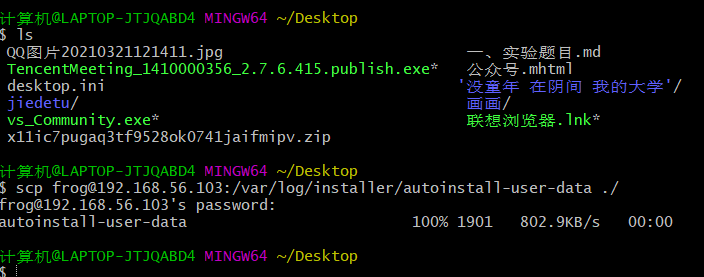 计算机@LAPTOP-JTJQABD4 MINGW64 ~/Desktop
$ ls
QQ图片20210321121411.jpg 一、实验题目.md
TencentMeeting_1410000356_2.7.6.415.publish.exe* 公众号.mhtml
desktop.ini '没童年 在阴间 我的大学'/
jiedetu/ 画画/
vs_Community.exe* 联想浏览器.lnk*
x11ic7pugaq3tf9528ok0741jaifmipv.zip
计算机@LAPTOP-JTJQABD4 MINGW64 ~/Desktop
$ scp frog@192.168.56.103:/var/log/installer/autoinstall-user-data ./
frog@192.168.56.103's password:
autoinstall-user-data 100% 1901 802.9KB/s 00:00
计算机@LAPTOP-JTJQABD4 MINGW64 ~/Desktop
$